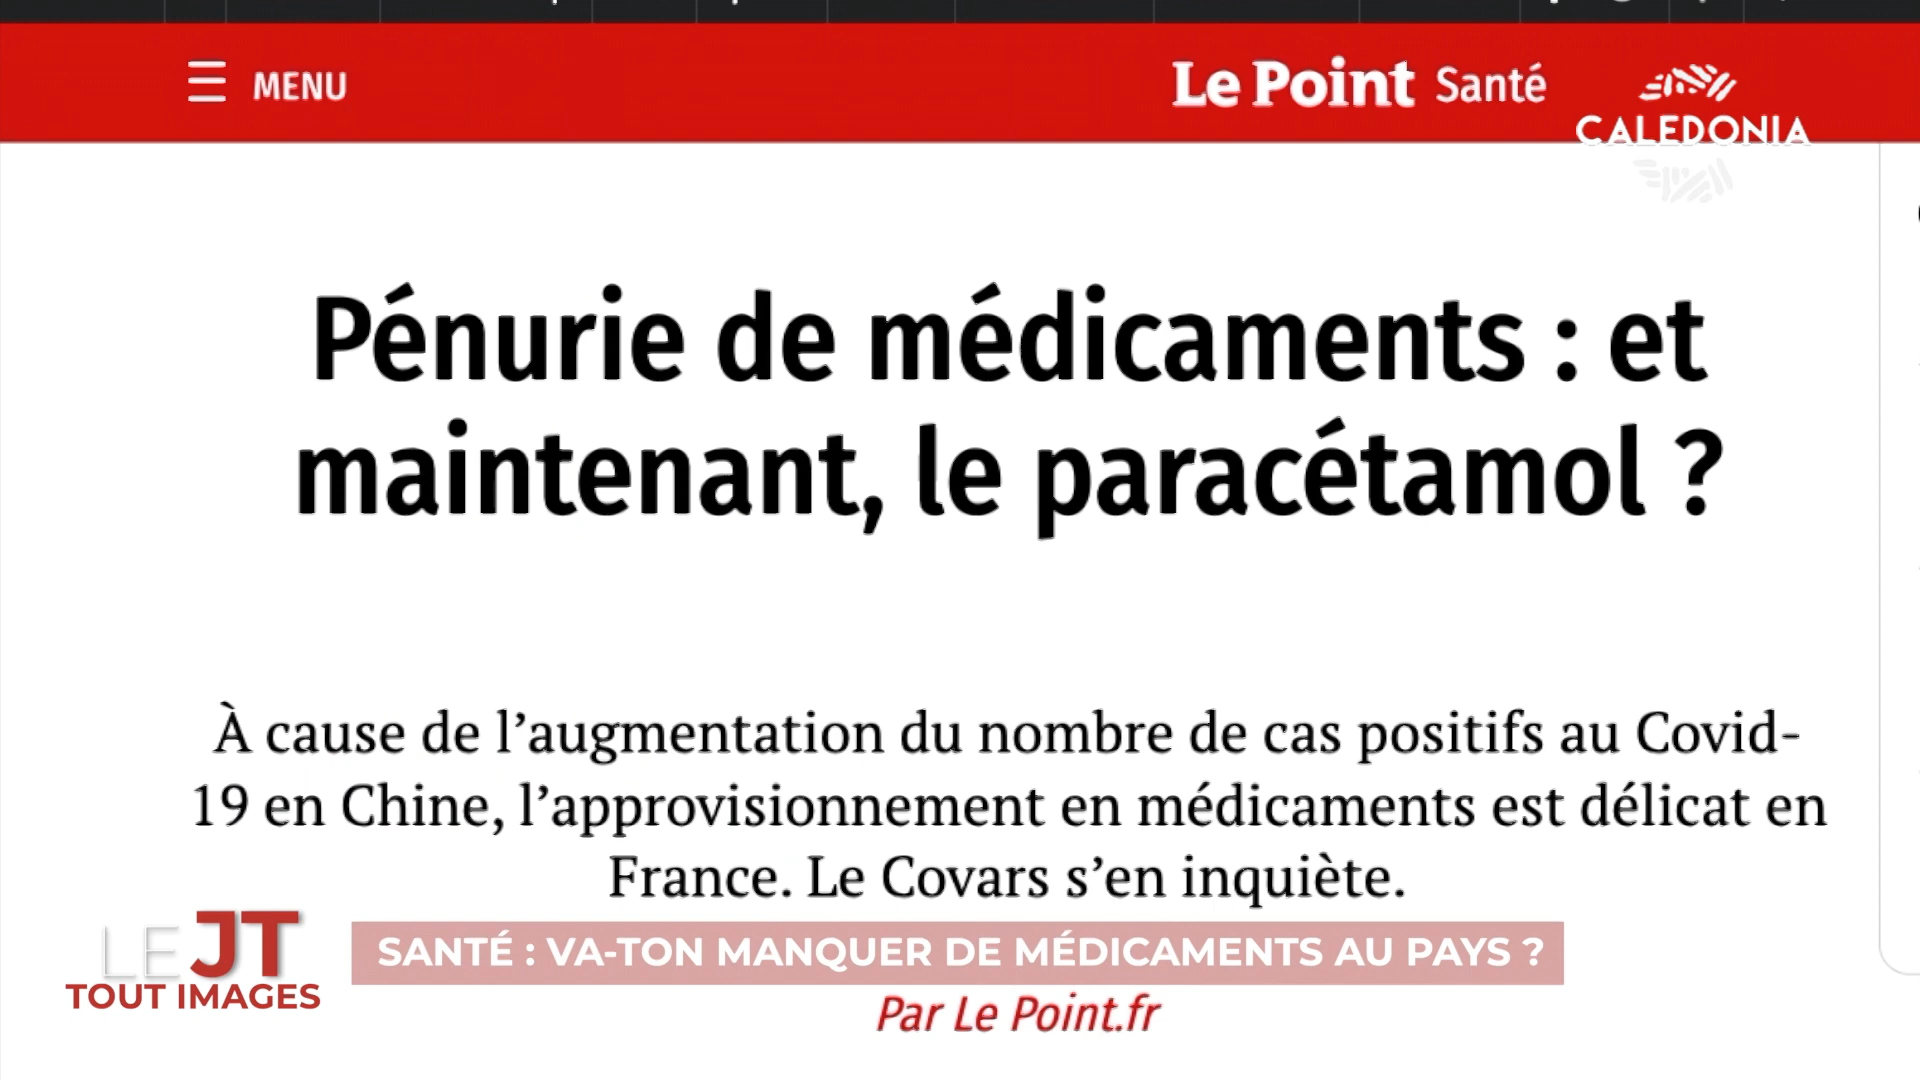 MENU
Le Point Santé
CALEDONIA
Pénurie de médicaments : et
maintenant, le paracétamol ?
À cause de l’augmentation du nombre de cas positifs au Covid-
19 en Chine, l’approvisionnement en médicaments est délicat en
France. Le Covars s’en inquiète.
LE JT
TOUT IMAGES
SANTÉ : VA-TON MANQUER DE MÉDICAMENTS AU PAYS ?
Par Le Point.fr